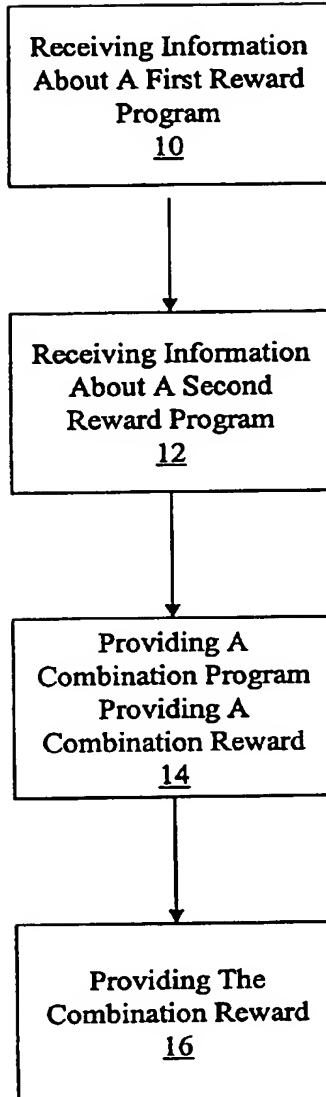 Receiving Information
About A First Reward
Program
10
Receiving Information
About A Second
Reward Program
12
Providing A
Combination Program
Providing A
Combination Reward
14
Providing The
Combination Reward
16